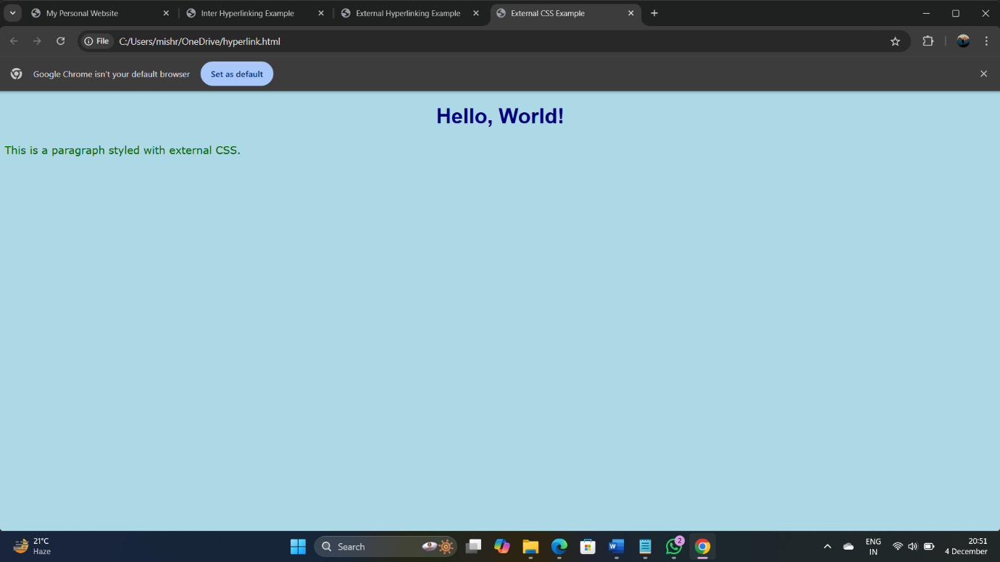 My Personal Website
Inter Hyperlinking Example
External Hyperlinking Example
External CSS Example
File
C:/Users/mishr/OneDrive/hyperlink.html
Google Chrome isn't your default browser
Set as default
Hello, World!
This is a paragraph styled with external CSS.
21°C
Haze
Search
W
2
ENG
IN
20:51
4 December